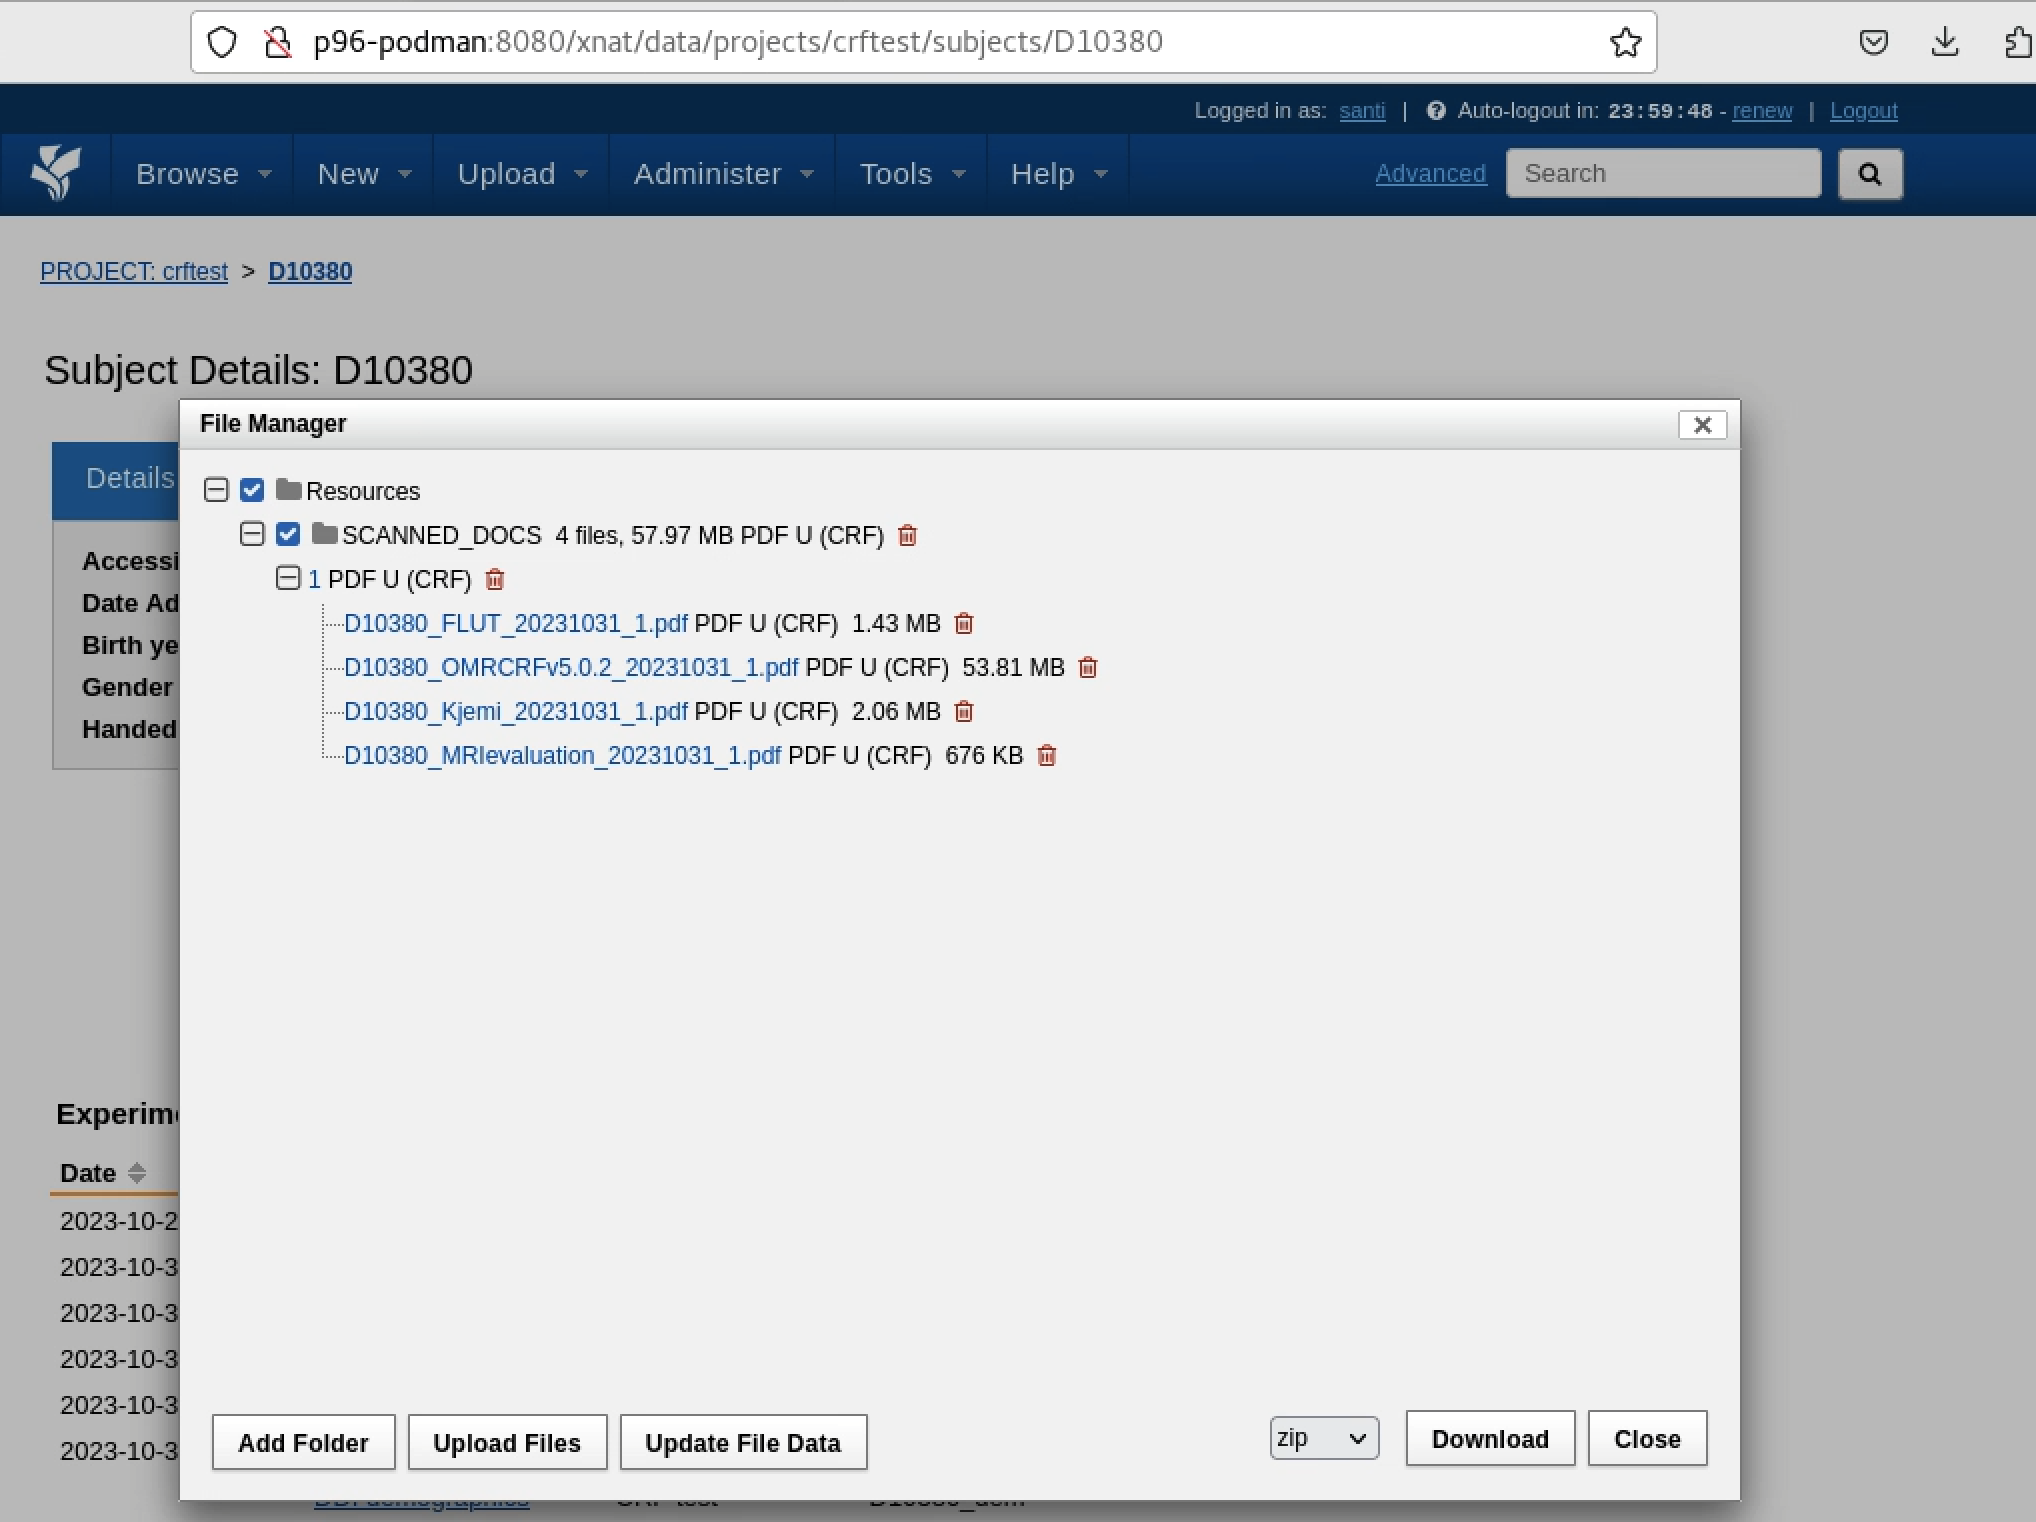 p96-podman:8080/xnat/data/projects/crftest/subjects/D10380
Logged in as: santi | Auto-logout in: 23:59:48 - renew | Logout
Browse New Upload Administer Tools Help Advanced Search
PROJECT: crftest > D10380
Subject Details: D10380
File Manager
Details
Resources
SCANNED_DOCS 4 files, 57.97 MB PDF U (CRF)
Accessi
1 PDF U (CRF)
Date Ad
D10380_FLUT_20231031_1.pdf PDF U (CRF) 1.43 MB
Birth ye
D10380_OMRCRFv5.0.2_20231031_1.pdf PDF U (CRF) 53.81 MB
Gender
D10380_Kjemi_20231031_1.pdf PDF U (CRF) 2.06 MB
Handed
D10380_MRIevaluation_20231031_1.pdf PDF U (CRF) 676 KB
Experim
Date
2023-10-2
2023-10-3
2023-10-3
2023-10-3
2023-10-3
2023-10-3
Add Folder Upload Files Update File Data zip Download Close